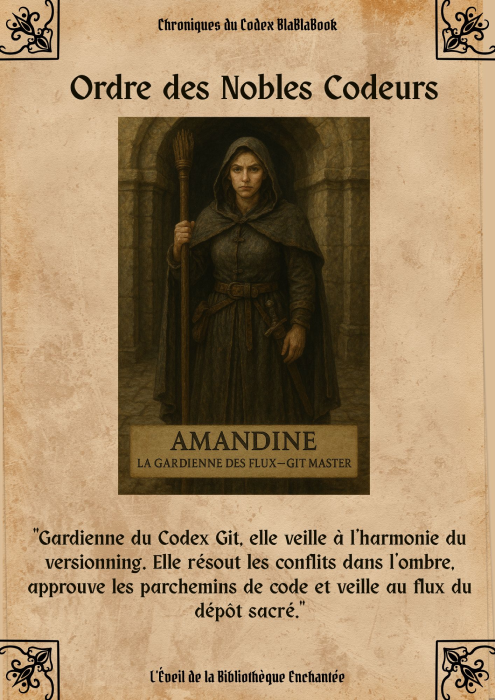 Chroniques du Codex BlaBlaBook
Ordre des Nobles Codeurs
AMANDINE
LA GARDIENNE DES FLUX–GIT MASTER
"Gardienne du Codex Git, elle veille à l'harmonie du
versionning. Elle résout les conflits dans l'ombre,
approuve les parchemins de code et veille au flux du
dépôt sacré."
L'Éveil de la Bibliothèque Enchantée